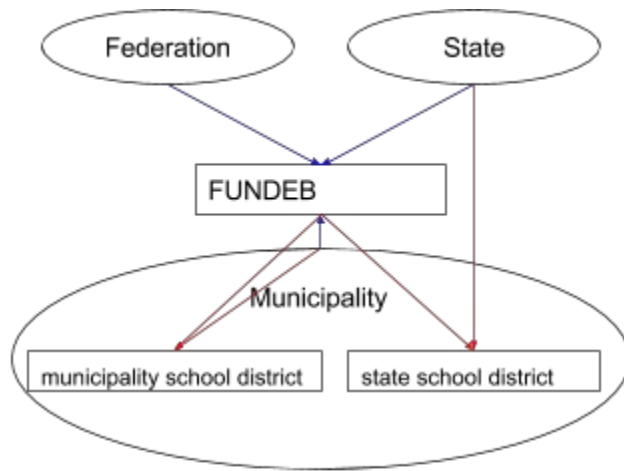 Federation
State
FUNDEB
Municipality
municipality school district
state school district